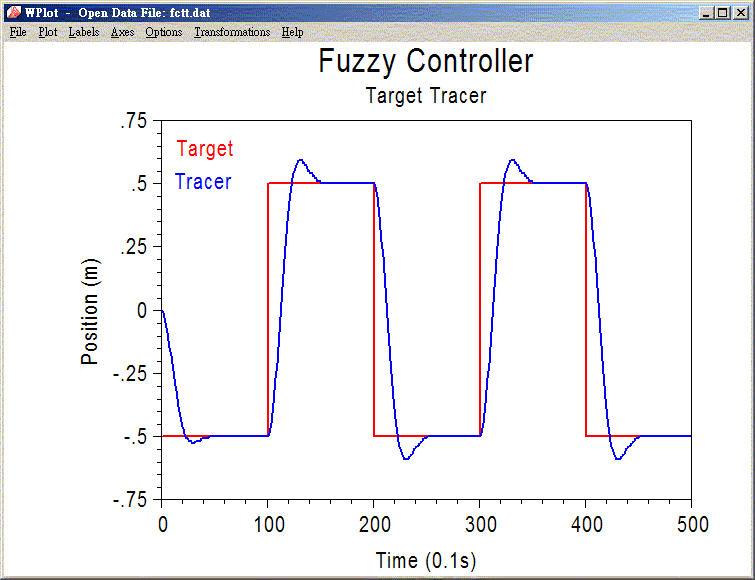 WPlot - Open Data File: fctt.dat
File Plot Labels Axes Options Transformations Help
Fuzzy Controller
Target Tracer
Target
Tracer
Position (m)
.75
.5
.25
0
-.25
-.5
-.75
0 100 200 300 400 500
Time (0.1s)